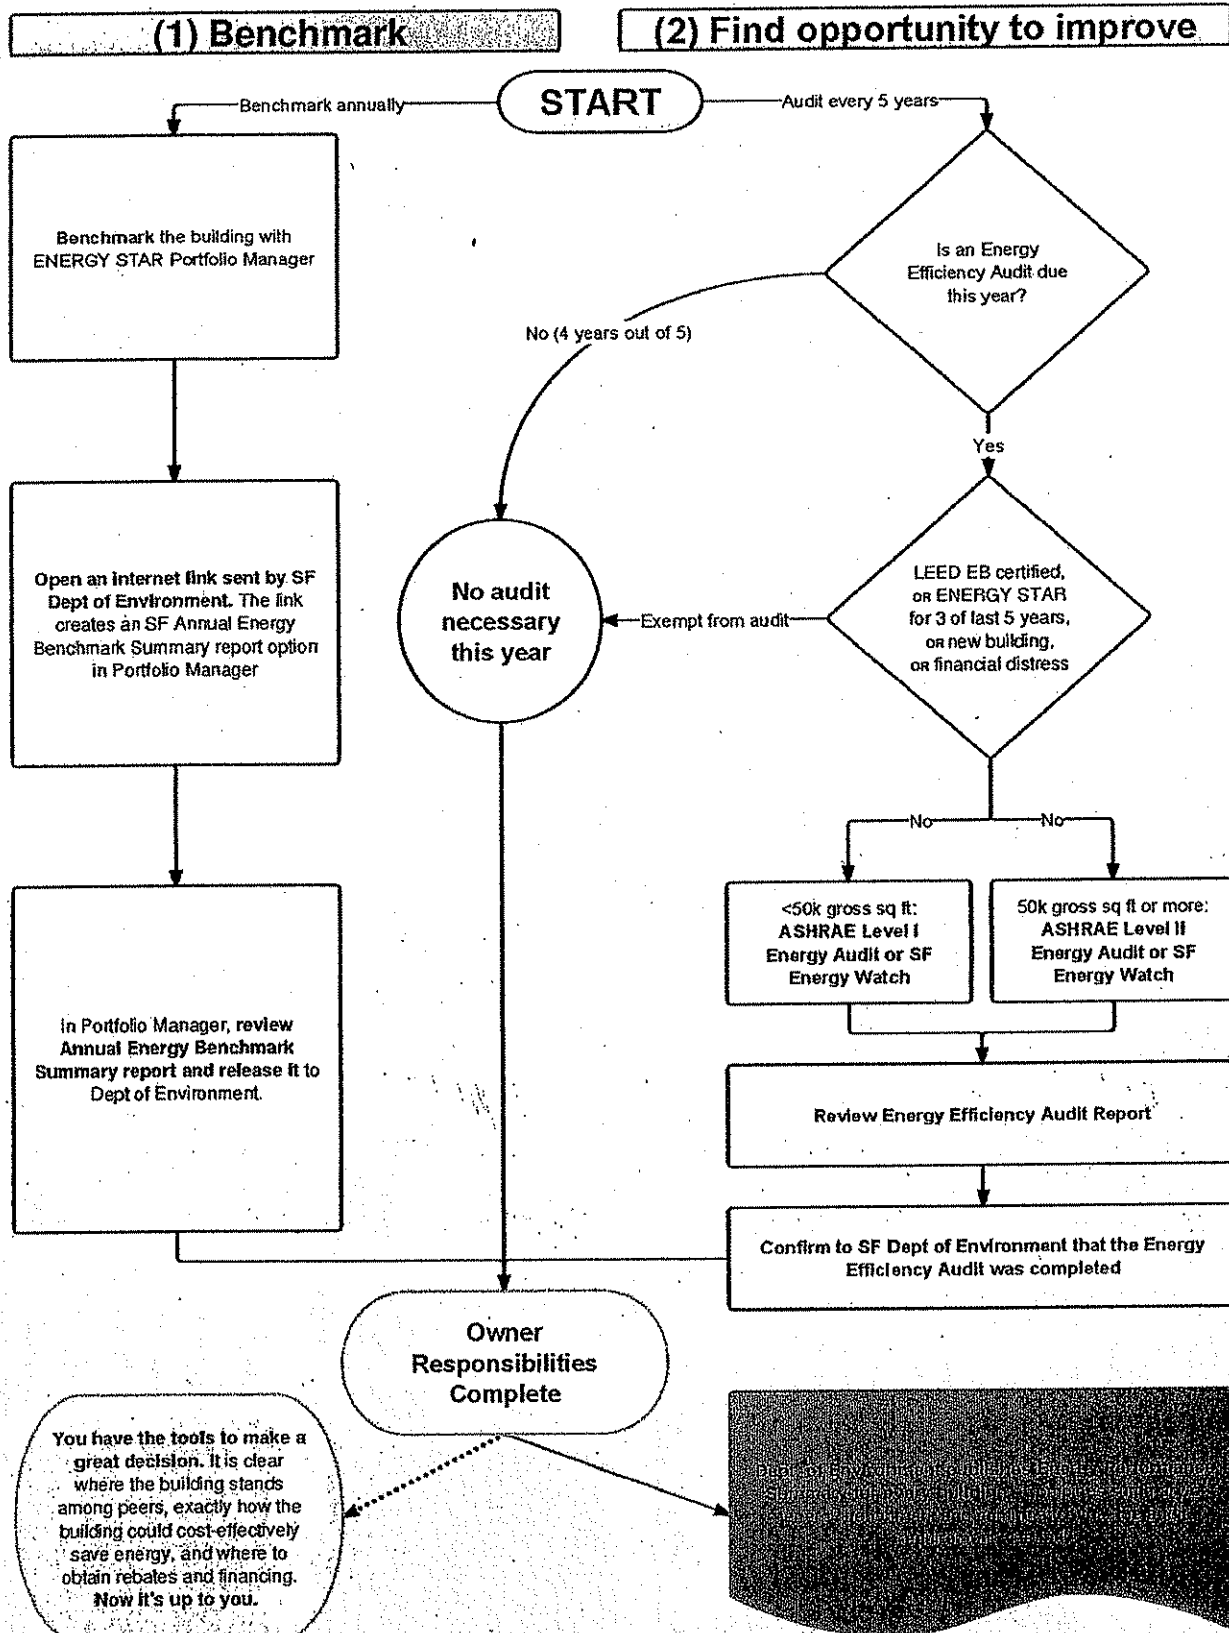 (1) Benchmark
(2) Find opportunity to improve
START
Benchmark annually
Audit every 5 years
Benchmark the building with
ENERGY STAR Portfolio Manager
Is an Energy
Efficiency Audit due
this year?
No (4 years out of 5)
Yes
Open an internet link sent by SF
Dept of Environment. The link
creates an SF Annual Energy
Benchmark Summary report option
in Portfolio Manager
No audit
necessary
this year
Exempt from audit
LEED EB certified,
OR ENERGY STAR
for 3 of last 5 years,
OR new building,
OR financial distress
No
No
<50k gross sq ft:
ASHRAE Level I
Energy Audit or SF
Energy Watch
50k gross sq ft or more:
ASHRAE Level II
Energy Audit or SF
Energy Watch
In Portfolio Manager, review
Annual Energy Benchmark
Summary report and release it to
Dept of Environment.
Review Energy Efficiency Audit Report
Confirm to SF Dept of Environment that the Energy
Efficiency Audit was completed
Owner
Responsibilities
Complete
You have the tools to make a
great decision. It is clear
where the building stands
among peers, exactly how the
building could cost-effectively
save energy, and where to
obtain rebates and financing.
Now it's up to you.